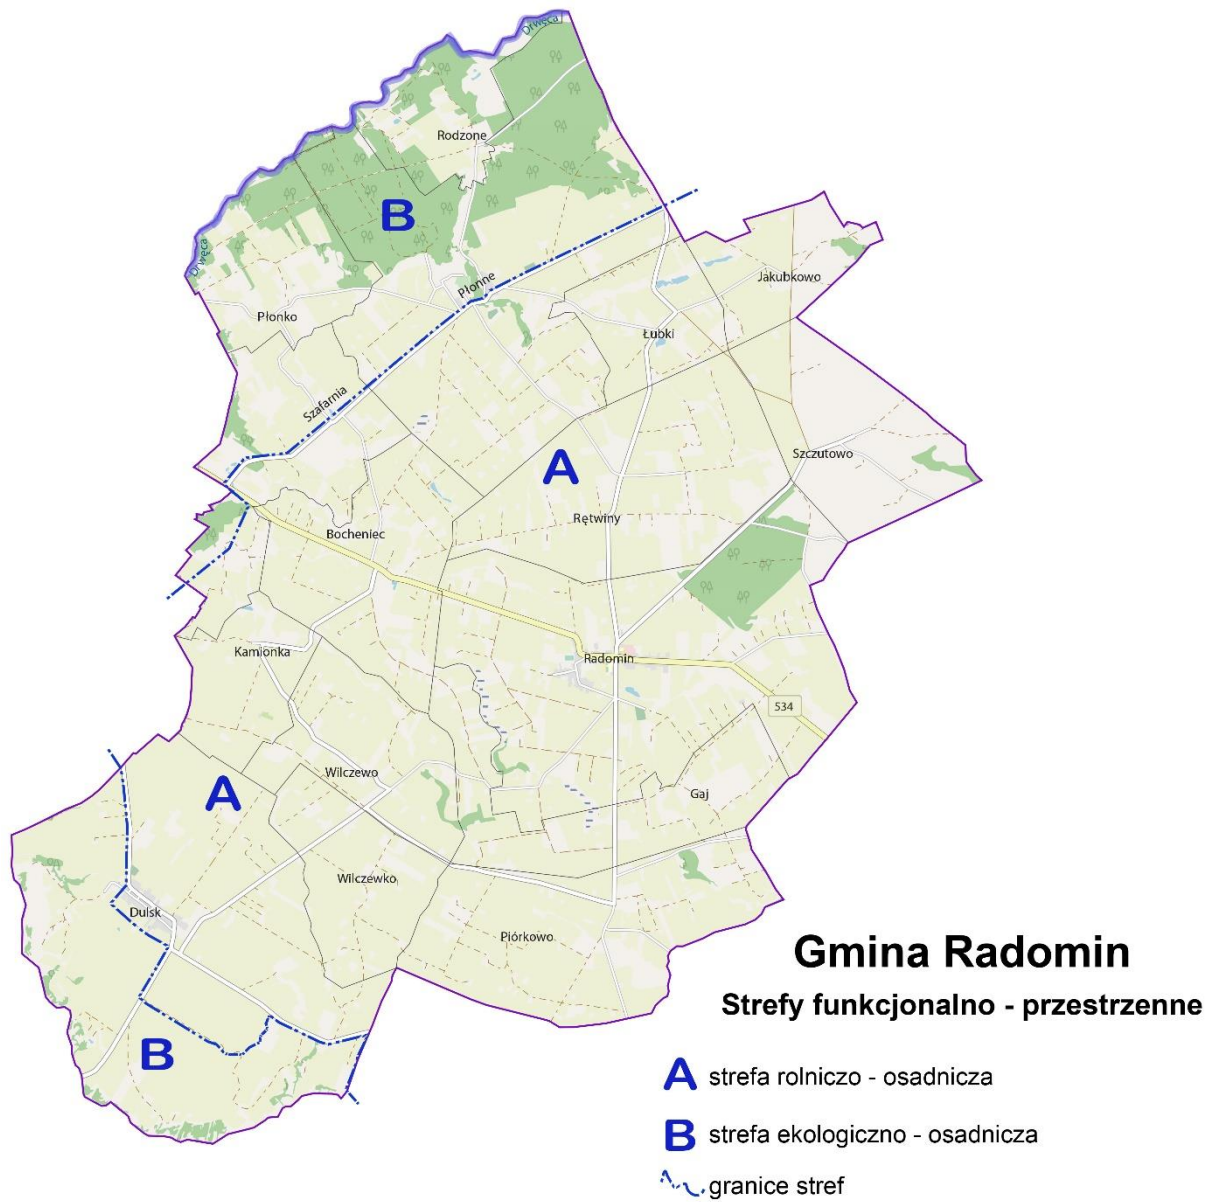 Drwęca
Rodzone
B
Drwęca
Płonne
Jakubkowo
Płonko
Łubki
Szafarnia
A
Szczutowo
Rętwiny
Bocheniec
Kamionka
Radomin
534
Wilczewo
A
Gaj
Wilczewko
Dulsk
Piórkowo
B
Gmina Radomin
Strefy funkcjonalno - przestrzenne
A strefa rolniczo - osadnicza
B strefa ekologiczno - osadnicza
granice stref